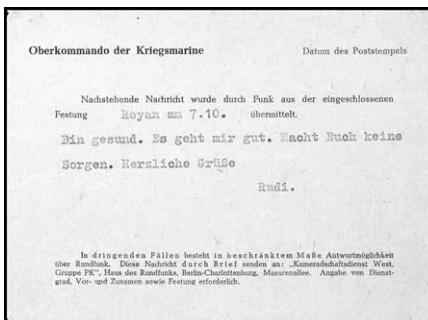 Oberkommando der Kriegsmarine Datum des Poststempels
Nachstehende Nachricht wurde durch Funk aus der eingeschlossenen
Festung Royan am 7.10. übermittelt.
Bin gesund. Es geht mir gut. Macht Euch keine
Sorgen. Herzliche Grüße
Rudi.
In dringenden Fällen besteht in beschränktem Maße Antwortmöglichkeit
über Rundfunk. Diese Nachricht durch Brief senden an: „Kameradschaftsdienst West,
Gruppe PK“, Haus des Rundfunks, Berlin-Charlottenburg, Masurenallee. Angabe von Dienst-
grad, Vor- und Zunamen sowie Festung erforderlich.